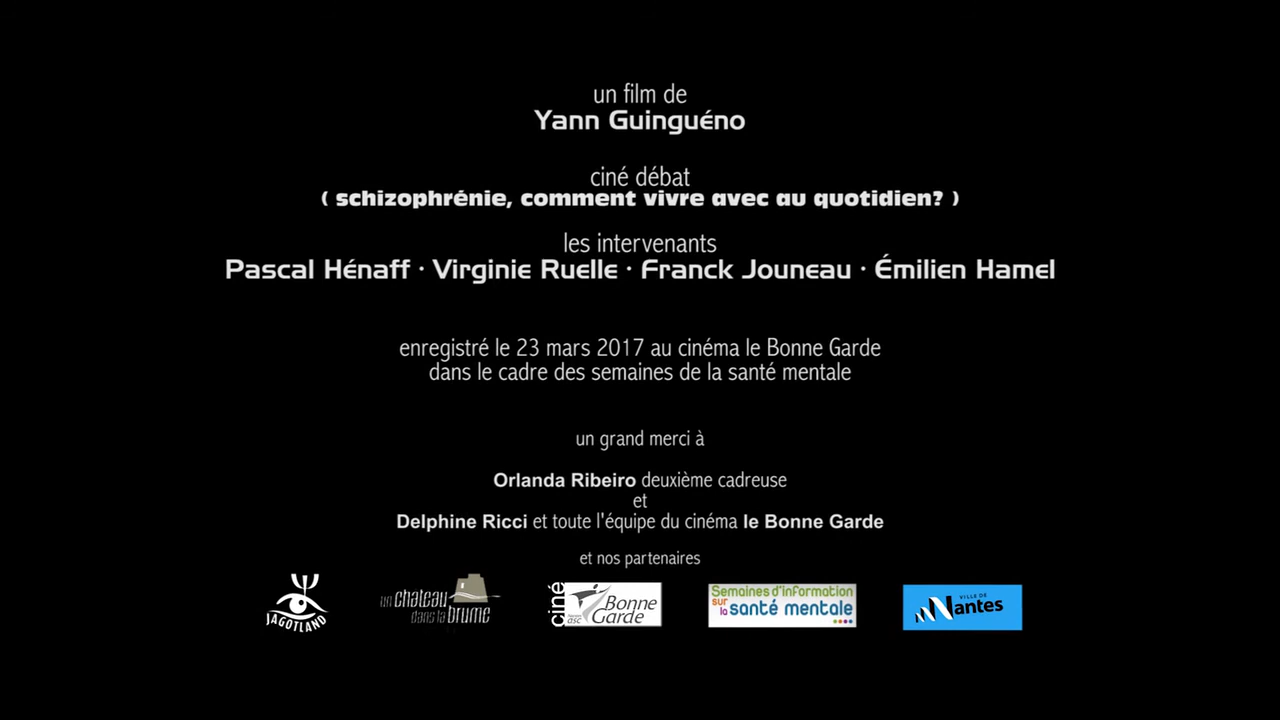 un film de
Yann Guinguéno
ciné débat
( schizophrénie, comment vivre avec au quotidien? )
les intervenants
Pascal Hénaff · Virginie Ruelle · Franck Jouneau · Émilien Hamel
enregistré le 23 mars 2017 au cinéma le Bonne Garde
dans le cadre des semaines de la santé mentale
un grand merci à
Orlanda Ribeiro deuxième cadreuse
et
Delphine Ricci et toute l'équipe du cinéma le Bonne Garde
et nos partenaires
JAGOTLAND
un chateau
dans la brume
ciné
Bonne
Garde
asc
Semaines d'information
sur la santé mentale
VILLE DE
Nantes